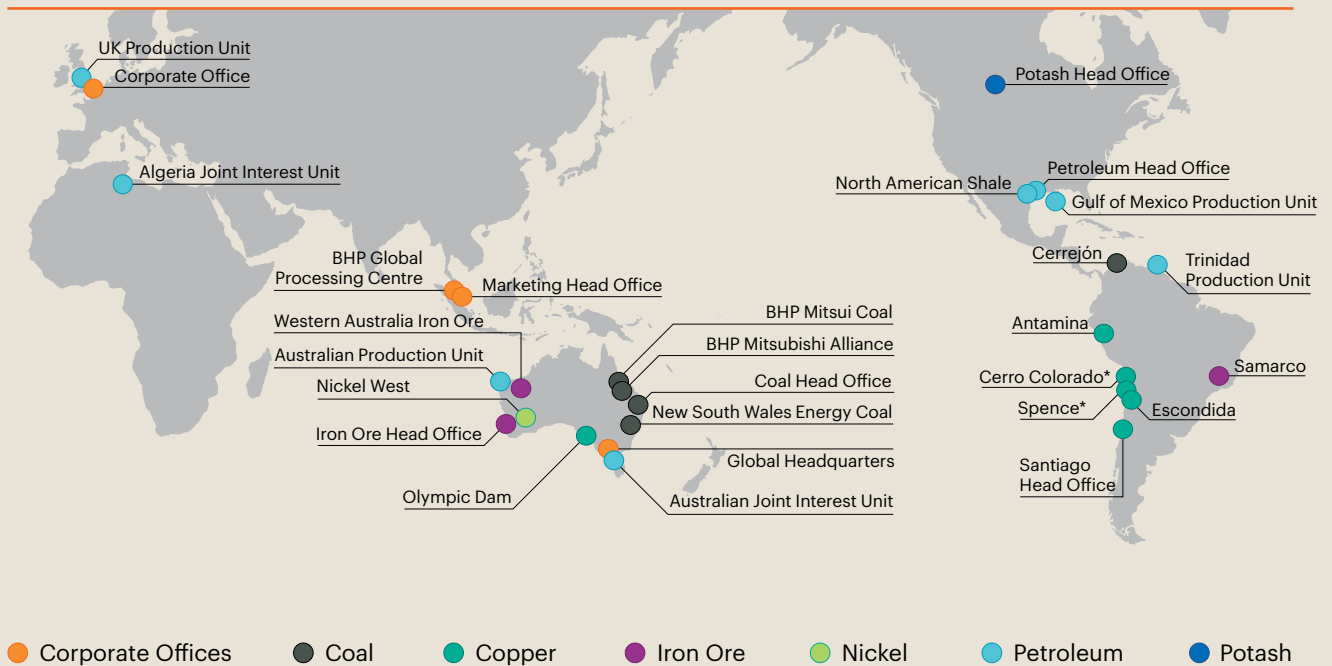 UK Production Unit
Corporate Office
Potash Head Office
Algeria Joint Interest Unit
Petroleum Head Office
North American Shale
Gulf of Mexico Production Unit
BHP Global
Processing Centre
Marketing Head Office
Cerrejón
Trinidad
Production Unit
Western Australia Iron Ore
BHP Mitsui Coal
Antamina
Australian Production Unit
BHP Mitsubishi Alliance
Nickel West
Coal Head Office
Cerro Colorado*
Samarco
New South Wales Energy Coal
Spence*
Escondida
Iron Ore Head Office
Global Headquarters
Santiago
Head Office
Olympic Dam
Australian Joint Interest Unit
Corporate Offices
Coal
Copper
Iron Ore
Nickel
Petroleum
Potash